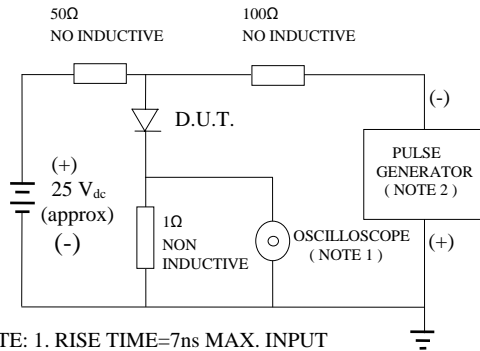 50Ω
NO INDUCTIVE
100Ω
NO INDUCTIVE
(-)
D.U.T.
PULSE
GENERATOR
( NOTE 2 )
(+)
25 Vdc
(approx)
(-)
1Ω
NON
INDUCTIVE
OSCILLOSCOPE
( NOTE 1 )
(+)
TE: 1. RISE TIME=7ns MAX. INPUT